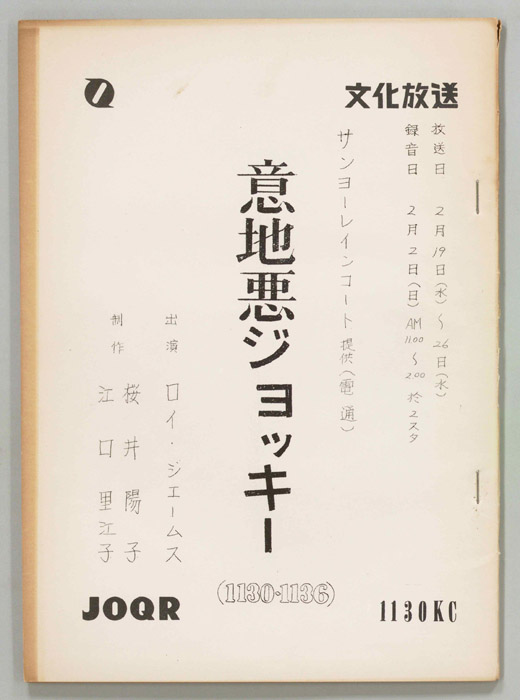 文化放送
放送日 2月19日(水)〜26日(水)
録音日 2月2日(日) AM 11:00〜2:00 於2スタ
サンヨーレインコート提供(電通)
意地悪ジョッキー
(1130・1136)
出演 ロイ・ジェームス
桜井陽子
制作 江口里江子
JOQR
1130KC